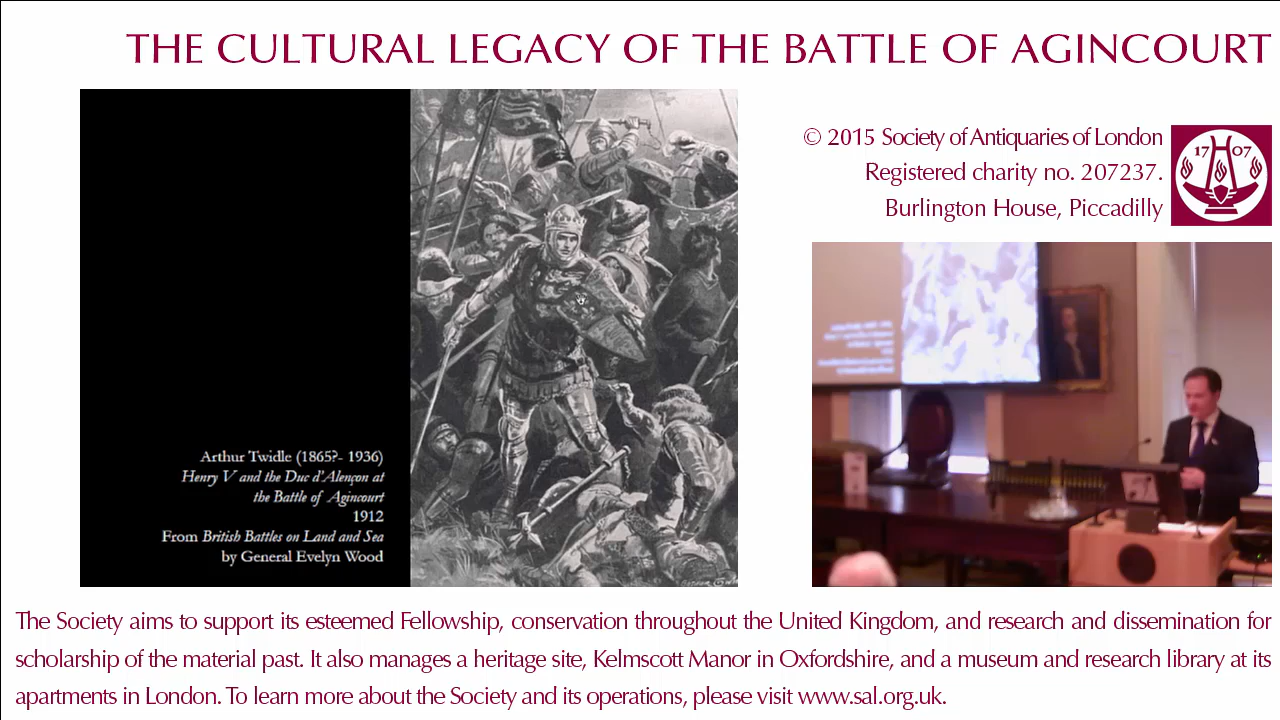 THE CULTURAL LEGACY OF THE BATTLE OF AGINCOURT
© 2015 Society of Antiquaries of London
Registered charity no. 207237.
Burlington House, Piccadilly
17 07
Arthur Twidle (1865?- 1936)
Henry V and the Duc d'Alençon at
the Battle of Agincourt
1912
From British Battles on Land and Sea
by General Evelyn Wood
The Society aims to support its esteemed Fellowship, conservation throughout the United Kingdom, and research and dissemination for
scholarship of the material past. It also manages a heritage site, Kelmscott Manor in Oxfordshire, and a museum and research library at its
apartments in London. To learn more about the Society and its operations, please visit www.sal.org.uk.